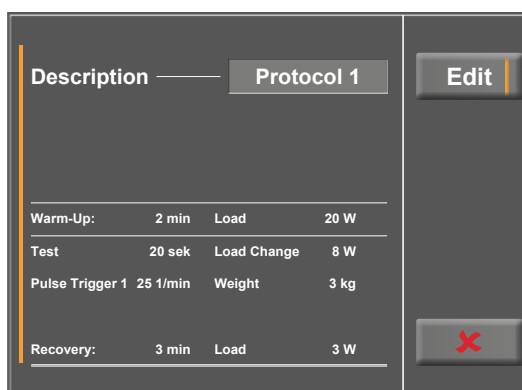 Description Protocol 1 Edit
Warm-Up: 2 min Load 20 W
Test 20 sek Load Change 8 W
Pulse Trigger 1 25 1/min Weight 3 kg
Recovery: 3 min Load 3 W